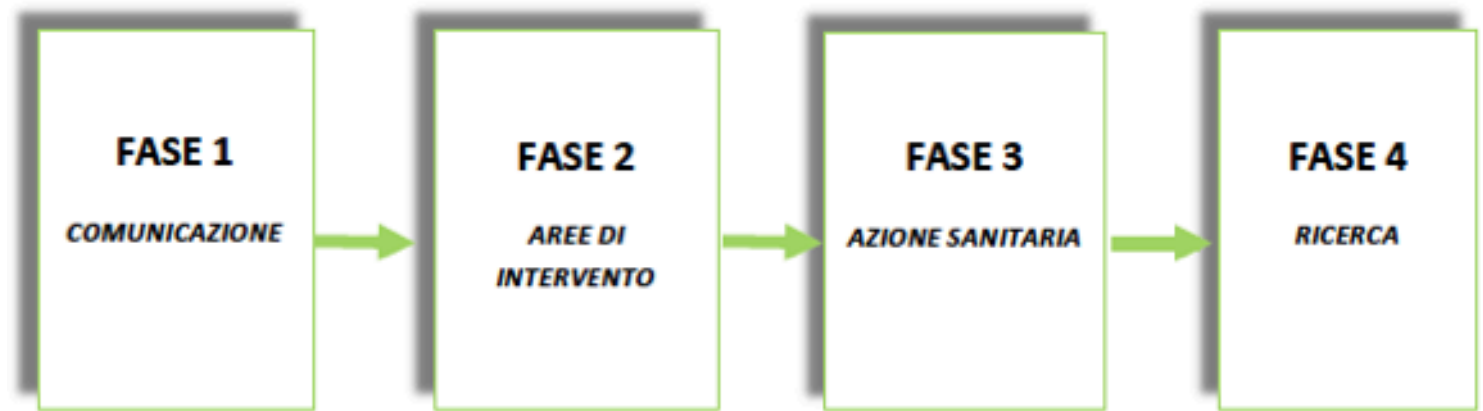 FASE 1
COMUNICAZIONE
FASE 2
AREE DI
INTERVENTO
FASE 3
AZIONE SANITARIA
FASE 4
RICERCA